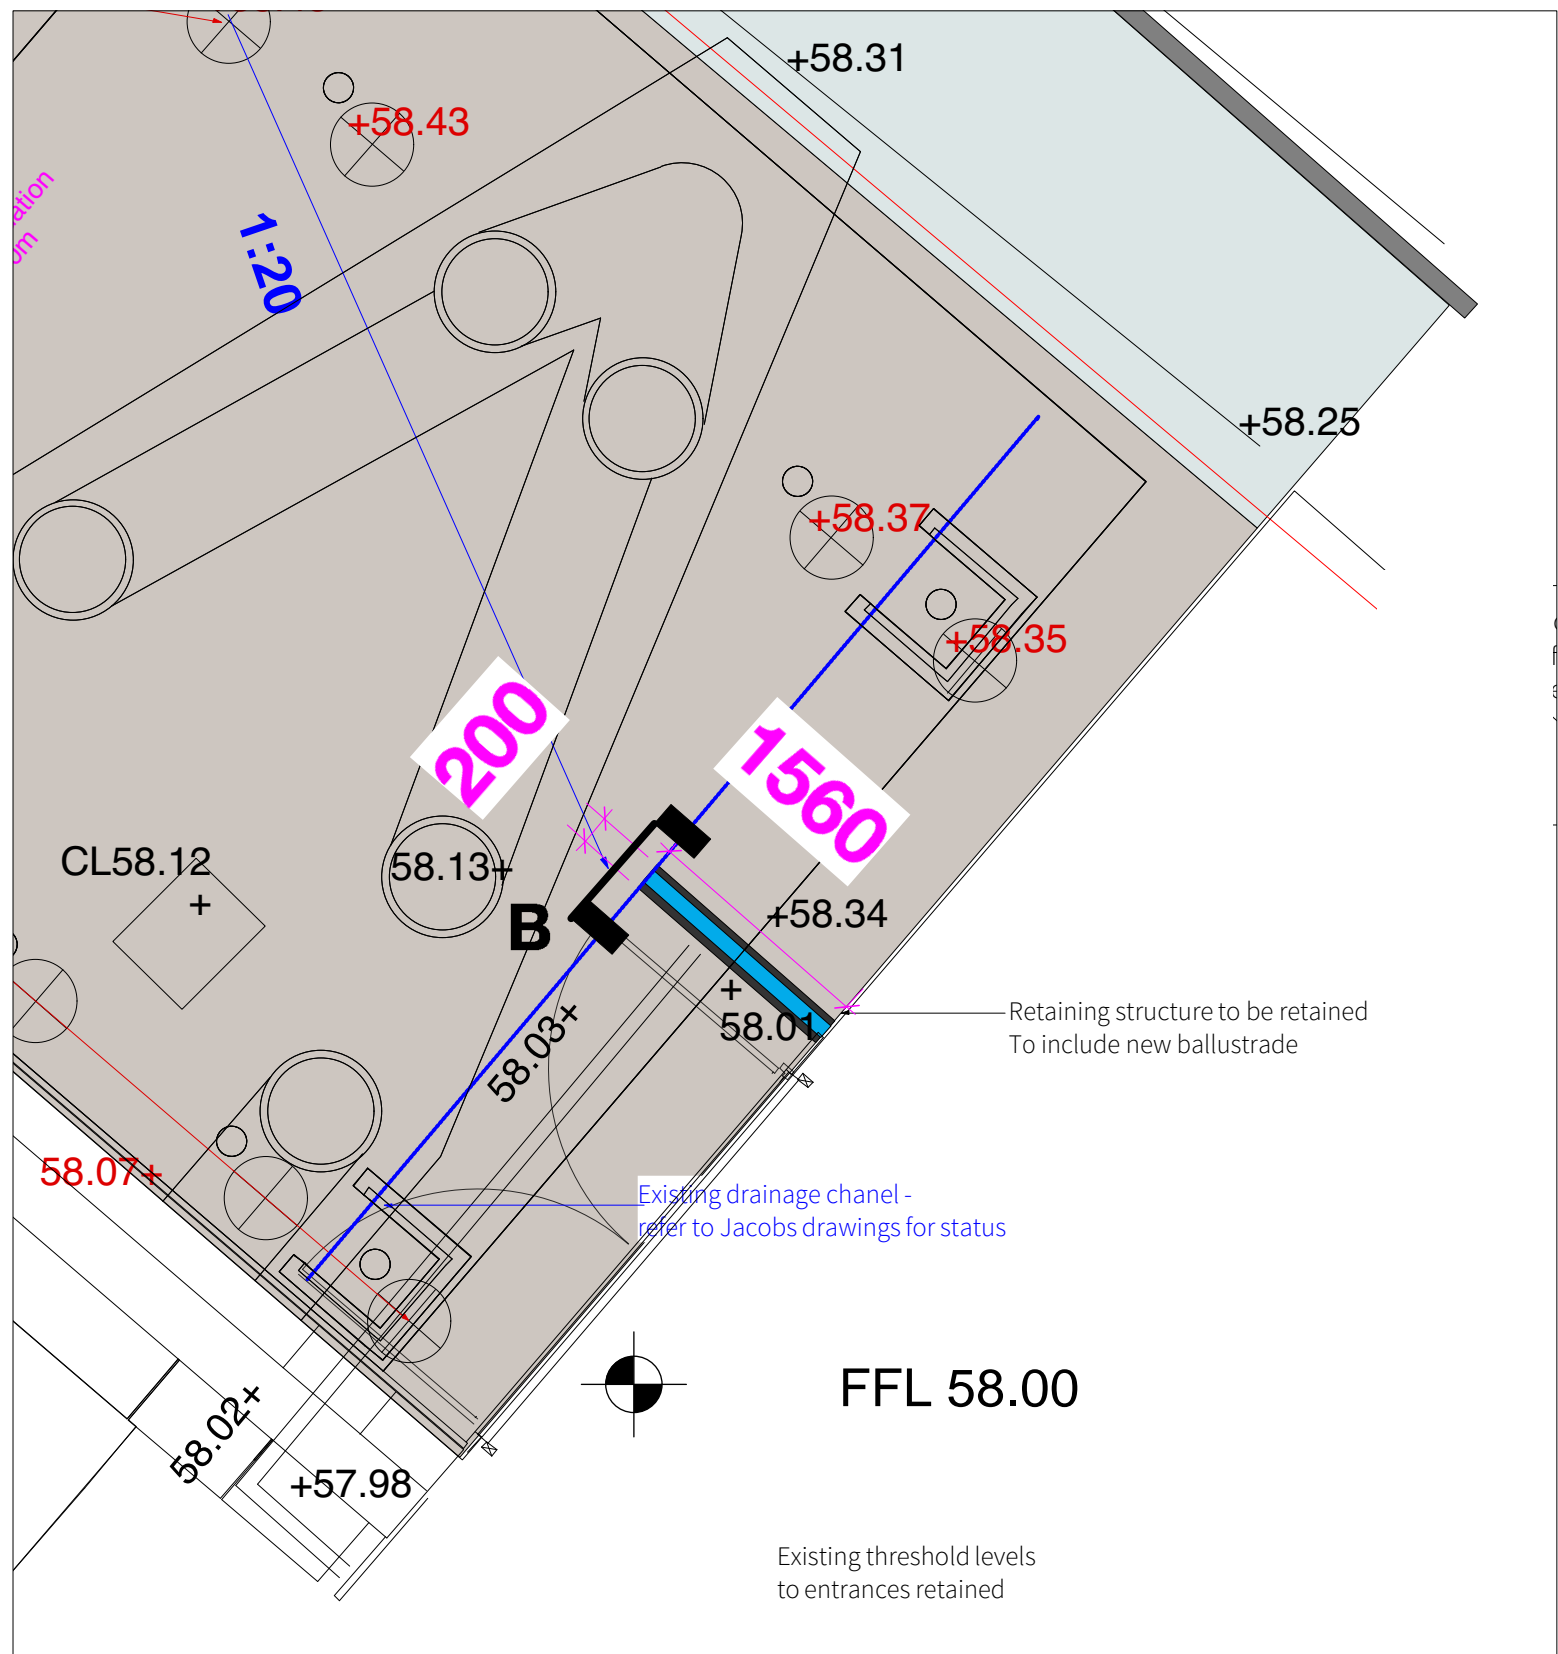 +58.31
+58.43
1:20
+58.25
+58.37
+58.35
200
1560
CL58.12
+
58.13+
B
+58.34
+
58.01
58.03+
Retaining structure to be retained
To include new ballustrade
58.07+
Existing drainage chanel -
refer to Jacobs drawings for status
FFL 58.00
58.02+
+57.98
Existing threshold levels
to entrances retained